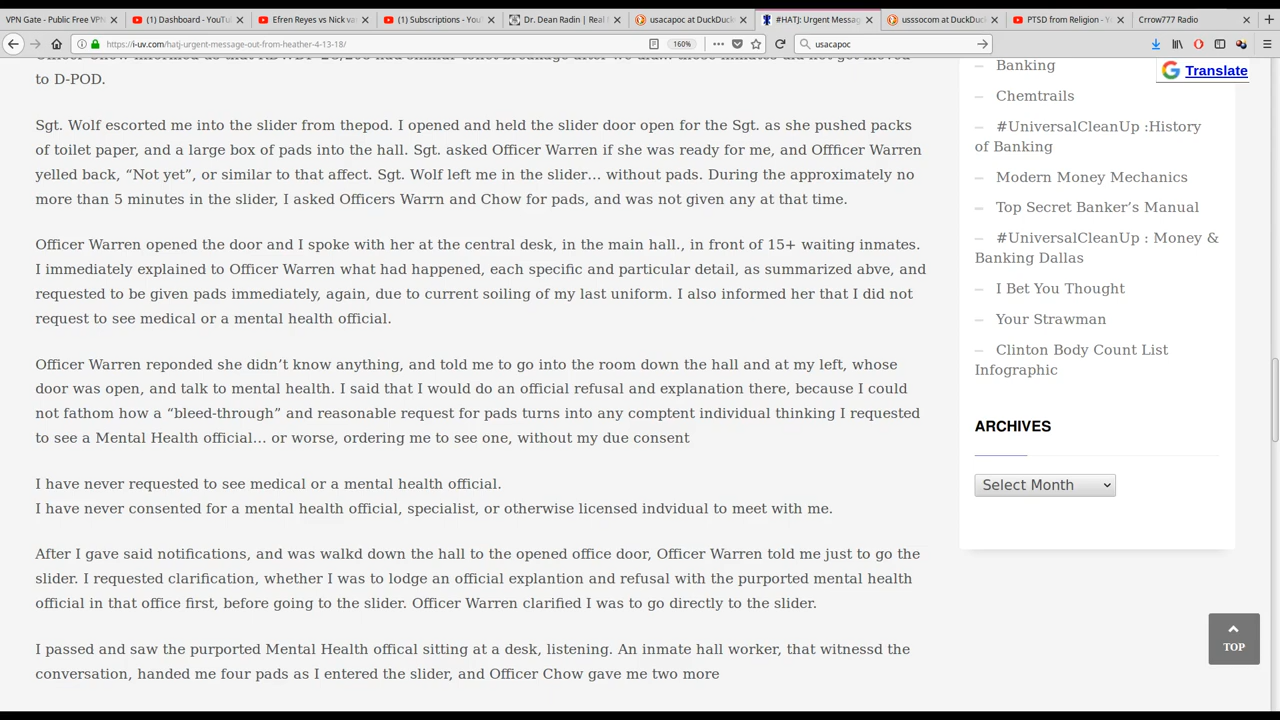 VPN Gate - Public Free VPN
(1) Dashboard - YouTu
Efren Reyes vs Nick va
(1) Subscriptions - You
Dr. Dean Radin | Real
usacapoc at DuckDuck
#HATJ: Urgent Messag
usssocom at DuckDuc
PTSD from Religion - Y
Crrow777 Radio
https://i-uv.com/hatj-urgent-message-out-from-heather-4-13-18/
160%
usacapoc
to D-POD.
Sgt. Wolf escorted me into the slider from thepod. I opened and held the slider door open for the Sgt. as she pushed packs
of toilet paper, and a large box of pads into the hall. Sgt. asked Officer Warren if she was ready for me, and Offficer Warren
yelled back, “Not yet”, or similar to that affect. Sgt. Wolf left me in the slider… without pads. During the approximately no
more than 5 minutes in the slider, I asked Officers Warrn and Chow for pads, and was not given any at that time.
Officer Warren opened the door and I spoke with her at the central desk, in the main hall., in front of 15+ waiting inmates.
I immediately explained to Officer Warren what had happened, each specific and particular detail, as summarized abve, and
requested to be given pads immediately, again, due to current soiling of my last uniform. I also informed her that I did not
request to see medical or a mental health official.
Officer Warren reponded she didn’t know anything, and told me to go into the room down the hall and at my left, whose
door was open, and talk to mental health. I said that I would do an official refusal and explanation there, because I could
not fathom how a “bleed-through” and reasonable request for pads turns into any comptent individual thinking I requested
to see a Mental Health official… or worse, ordering me to see one, without my due consent
I have never requested to see medical or a mental health official.
I have never consented for a mental health official, specialist, or otherwise licensed indvidual to meet with me.
After I gave said notifications, and was walkd down the hall to the opened office door, Officer Warren told me just to go the
slider. I requested clarification, whether I was to lodge an official explantion and refusal with the purported mental health
official in that office first, before going to the slider. Officer Warren clarified I was to go directly to the slider.
I passed and saw the purported Mental Health offical sitting at a desk, listening. An inmate hall worker, that witnessd the
conversation, handed me four pads as I entered the slider, and Officer Chow gave me two more
Translate
Banking
Chemtrails
#UniversalCleanUp :History
of Banking
Modern Money Mechanics
Top Secret Banker’s Manual
#UniversalCleanUp : Money &
Banking Dallas
I Bet You Thought
Your Strawman
Clinton Body Count List
Infographic
ARCHIVES
Select Month
TOP